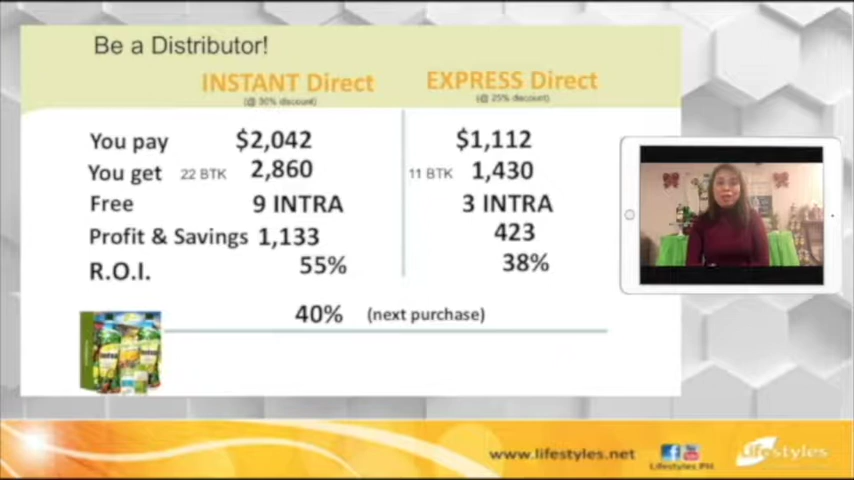 Be a Distributor!
INSTANT Direct EXPRESS Direct
(@ 30% discount) (@ 25% discount)
You pay $2,042 $1,112
You get 22 BTK 2,860 11 BTK 1,430
Free 9 INTRA 3 INTRA
Profit & Savings 1,133 423
R.O.I. 55% 38%
40% (next purchase)
www.lifestyles.net
Lifestyles PH
Lifestyles